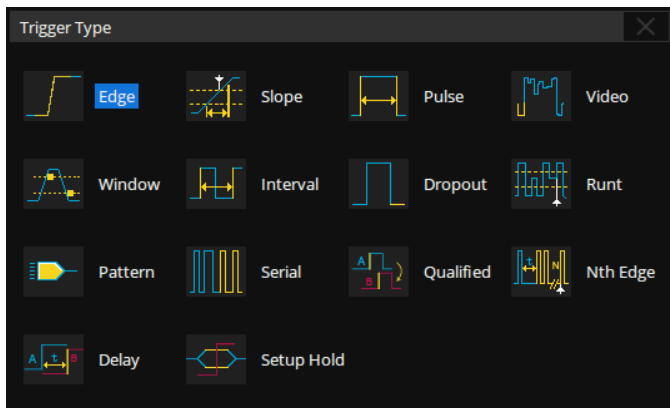 Trigger Type
Edge Slope Pulse Video
Window Interval Dropout Runt
Pattern Serial A B Qualified t N Nth Edge
A t B Delay Setup Hold